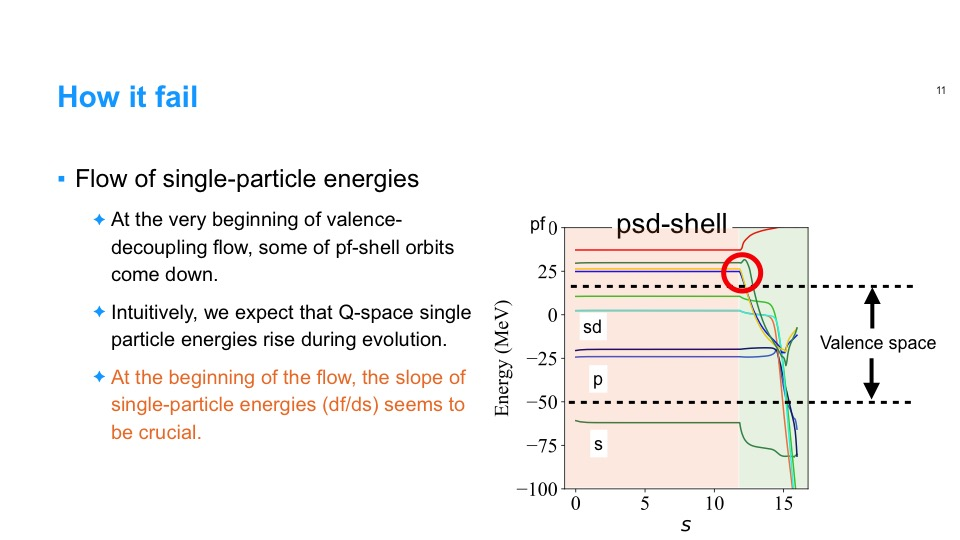 How it fail
11
▪ Flow of single-particle energies
✦ At the very beginning of valence-
decoupling flow, some of pf-shell orbits
come down.
✦ Intuitively, we expect that Q-space single
particle energies rise during evolution.
✦ At the beginning of the flow, the slope of
single-particle energies (df/ds) seems to
be crucial.
psd-shell
pf
0
25
0
−25
−50
−75
−100
Energy (MeV)
sd
p
s
0 5 10 15
s
Valence space